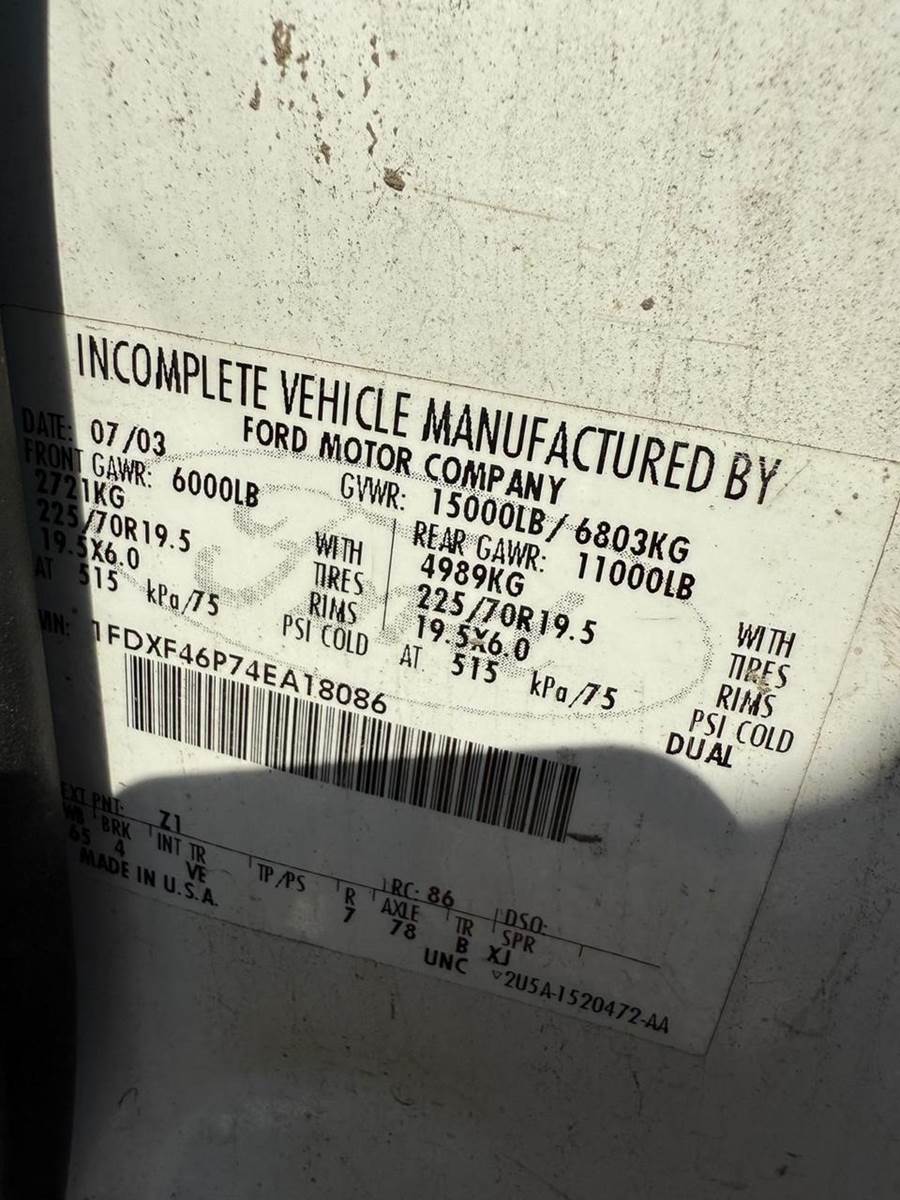 INCOMPLETE VEHICLE MANUFACTURED BY
FORD MOTOR COMPANY
DATE: 07/03 GVWR: 15000LB/6803KG
FRONT GAWR: 6000LB REAR GAWR: 11000LB
2721KG WITH 4989KG WITH
225/70R19.5 TIRES 225/70R19.5 TIRES
19.5X6.0 RIMS 19.5X6.0 RIMS
AT 515 kPa/75 PSI COLD AT 515 kPa/75 PSI COLD
DUAL
VIN: 1FDXF46P74EA18086
EXT PNT: Z1 RC: 86 DSO:
WB BRK INT TR TP/PS R AXLE TR SPR
65 4 VE 7 78 B XJ
MADE IN U.S.A. UNC
2U5A-1520472-AA